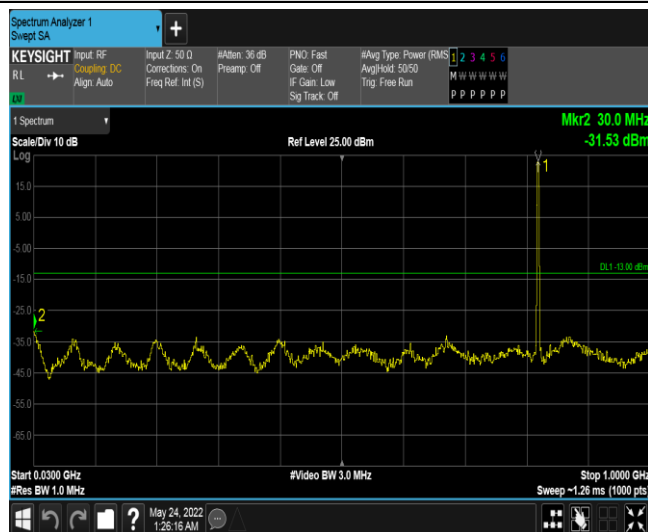 Spectrum Analyzer 1
Swept SA
+
KEYSIGHT
RL
Input: RF
Coupling: DC
Align: Auto
Input Z: 50 Ω
Corrections: On
Freq Ref: Int (S)
#Atten: 36 dB
Preamp: Off
PNO: Fast
Gate: Off
IF Gain: Low
Sig Track: Off
#Avg Type: Power (RMS
Avg|Hold: 50/50
Trig: Free Run
1 2 3 4 5 6
M W W W W W
P P P P P P
1 Spectrum
Scale/Div 10 dB
Ref Level 25.00 dBm
Mkr2 30.0 MHz
-31.53 dBm
Log
15.0
5.00
-5.00
-15.0
-25.0
-35.0
-45.0
-55.0
-65.0
1
2
DL1 -13.00 dBm
Start 0.0300 GHz
#Res BW 1.0 MHz
#Video BW 3.0 MHz
Stop 1.0000 GHz
Sweep ~1.26 ms (1000 pts)
?
May 24, 2022
1:26:16 AM